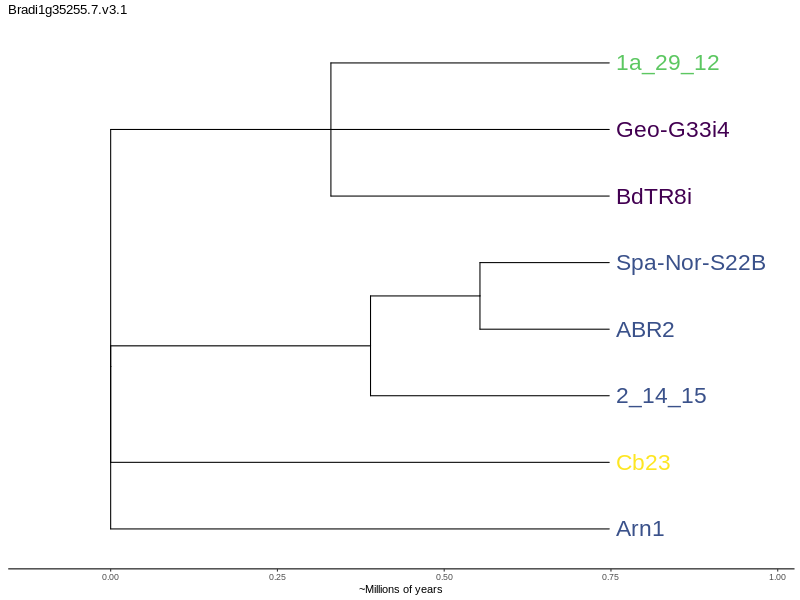 Bradi1g35255.7.v3.1
1a_29_12
Geo-G33i4
BdTR8i
Spa-Nor-S22B
ABR2
2_14_15
Cb23
Arn1
0.00 0.25 0.50 0.75 1.00
~Millions of years